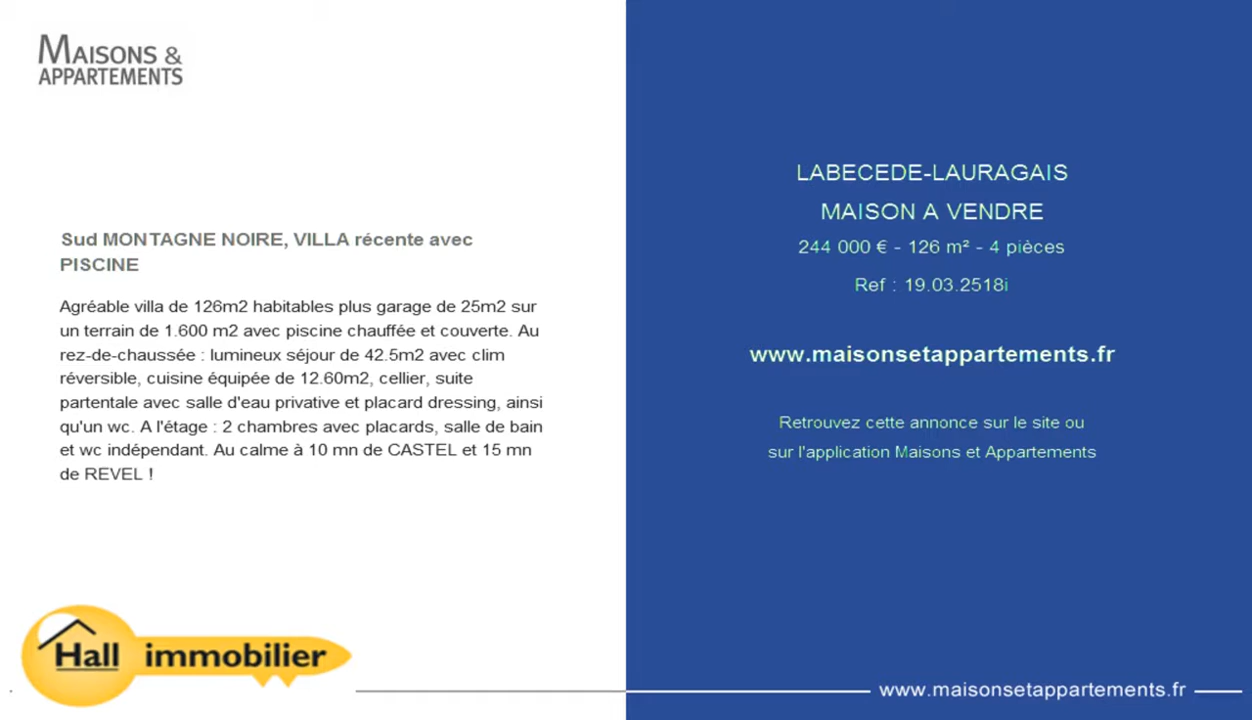 MAISONS &
APPARTEMENTS
Sud MONTAGNE NOIRE, VILLA récente avec
PISCINE
Agréable villa de 126m2 habitables plus garage de 25m2 sur
un terrain de 1.600 m2 avec piscine chauffée et couverte. Au
rez-de-chaussée : lumineux séjour de 42.5m2 avec clim
réversible, cuisine équipée de 12.60m2, cellier, suite
partentale avec salle d'eau privative et placard dressing, ainsi
qu'un wc. A l'étage : 2 chambres avec placards, salle de bain
et wc indépendant. Au calme à 10 mn de CASTEL et 15 mn
de REVEL !
Hall immobilier
LABECEDE-LAURAGAIS
MAISON A VENDRE
244 000 € - 126 m² - 4 pièces
Ref : 19.03.2518i
www.maisonsetappartements.fr
Retrouvez cette annonce sur le site ou
sur l'application Maisons et Appartements
www.maisonsetappartements.fr